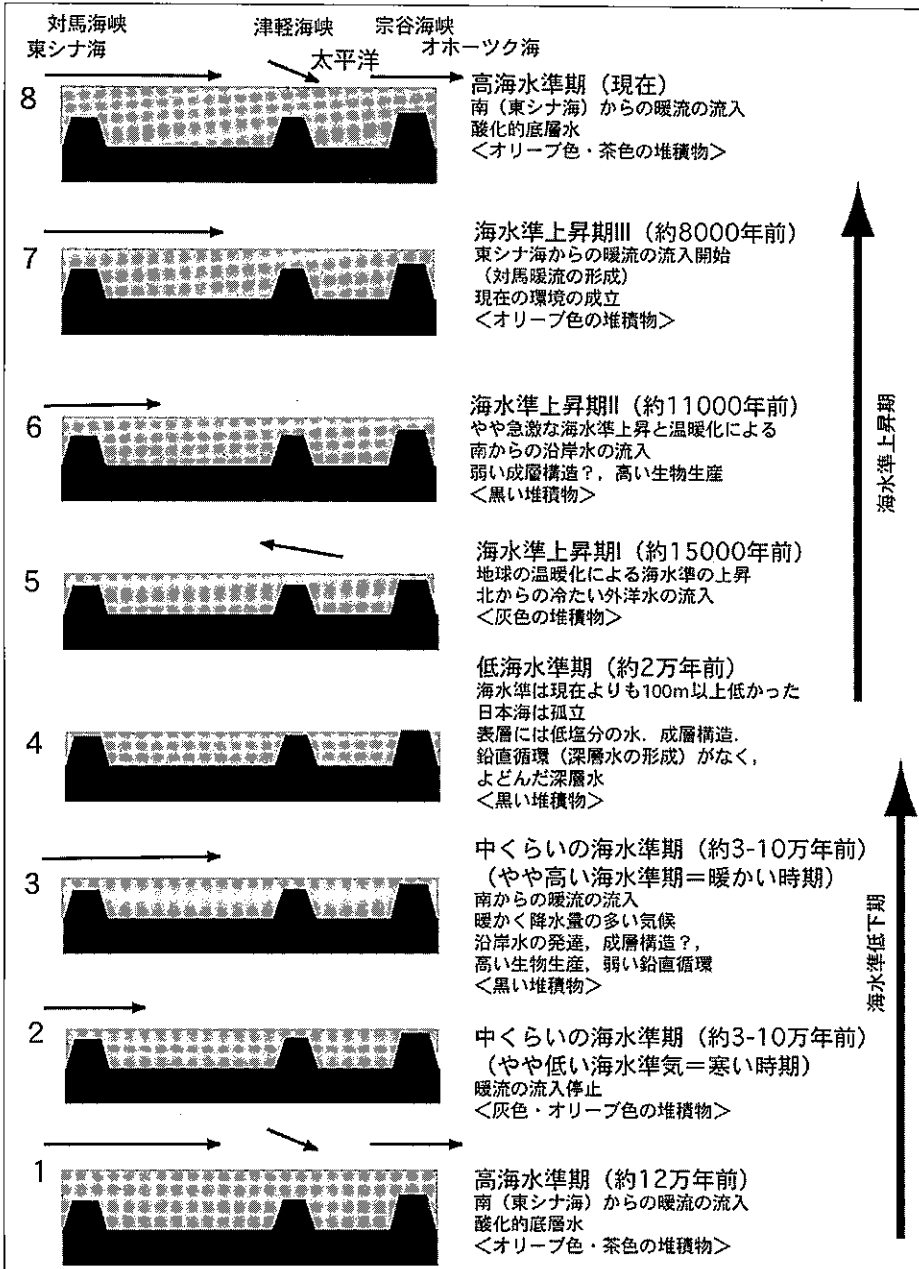 対馬海峡 津軽海峡 宗谷海峡
東シナ海 太平洋 オホーツク海
8
高海水準期（現在）
南（東シナ海）からの暖流の流入
酸化的底層水
＜オリーブ色・茶色の堆積物＞
7
海水準上昇期III（約8000年前）
東シナ海からの暖流の流入開始
（対馬暖流の形成）
現在の環境の成立
＜オリーブ色の堆積物＞
6
海水準上昇期II（約11000年前）
やや急激な海水準上昇と温暖化による
南からの沿岸水の流入
弱い成層構造？，高い生物生産
＜黒い堆積物＞
5
海水準上昇期I（約15000年前）
地球の温暖化による海水準の上昇
北からの冷たい外洋水の流入
＜灰色の堆積物＞
4
低海水準期（約2万年前）
海水準は現在よりも100m以上低かった
日本海は孤立
表層には低塩分の水．成層構造．
鉛直循環（深層水の形成）がなく，
よどんだ深層水
＜黒い堆積物＞
3
中くらいの海水準期（約3-10万年前）
（やや高い海水準期＝暖かい時期）
南からの暖流の流入
暖かく降水量の多い気候
沿岸水の発達，成層構造？，
高い生物生産，弱い鉛直循環
＜黒い堆積物＞
2
中くらいの海水準期（約3-10万年前）
（やや低い海水準気＝寒い時期）
暖流の流入停止
＜灰色・オリーブ色の堆積物＞
1
高海水準期（約12万年前）
南（東シナ海）からの暖流の流入
酸化的底層水
＜オリーブ色・茶色の堆積物＞
海水準上昇期
海水準低下期